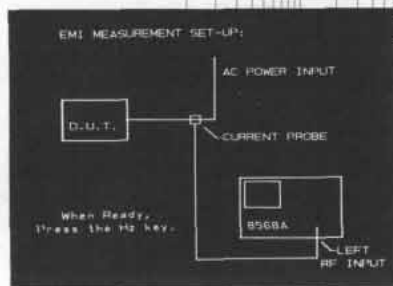 EMI MEASUREMENT SET-UP:
AC POWER INPUT
D.U.T.
CURRENT PROBE
When Ready,
Press the Hz key.
8568A
LEFT
RF INPUT